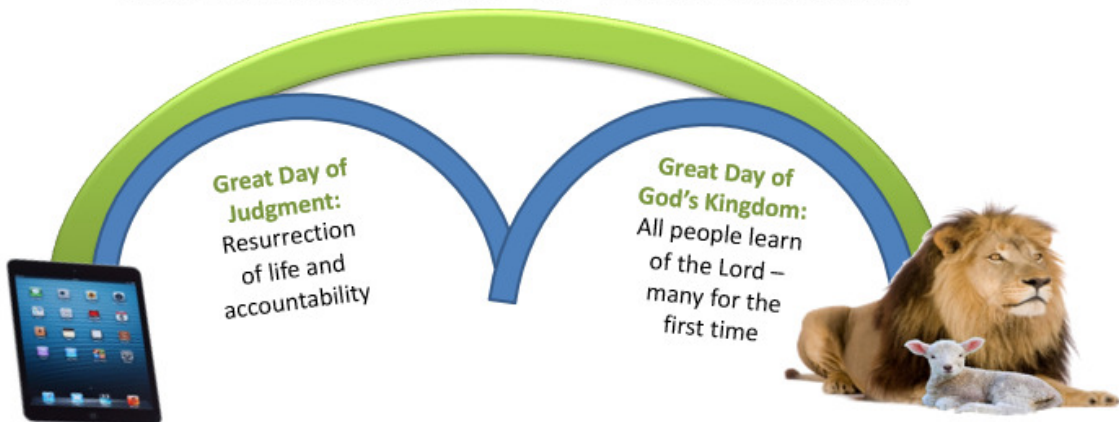 Great Day of
Judgment:
Resurrection
of life and
accountability
Great Day of
God's Kingdom:
All people learn
of the Lord –
many for the
first time